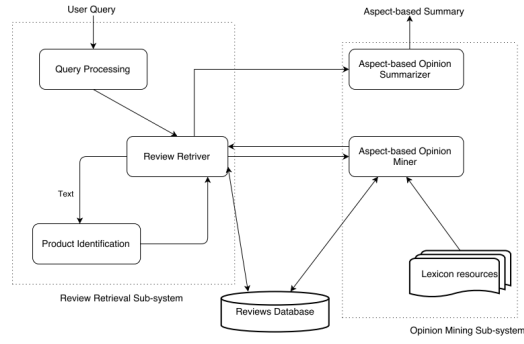 User Query
Aspect-based Summary
Query Processing
Aspect-based Opinion
Summarizer
Review Retriver
Aspect-based Opinion
Miner
Text
Product Identification
Lexicon resources
Reviews Database
Review Retrieval Sub-system
Opinion Mining Sub-system